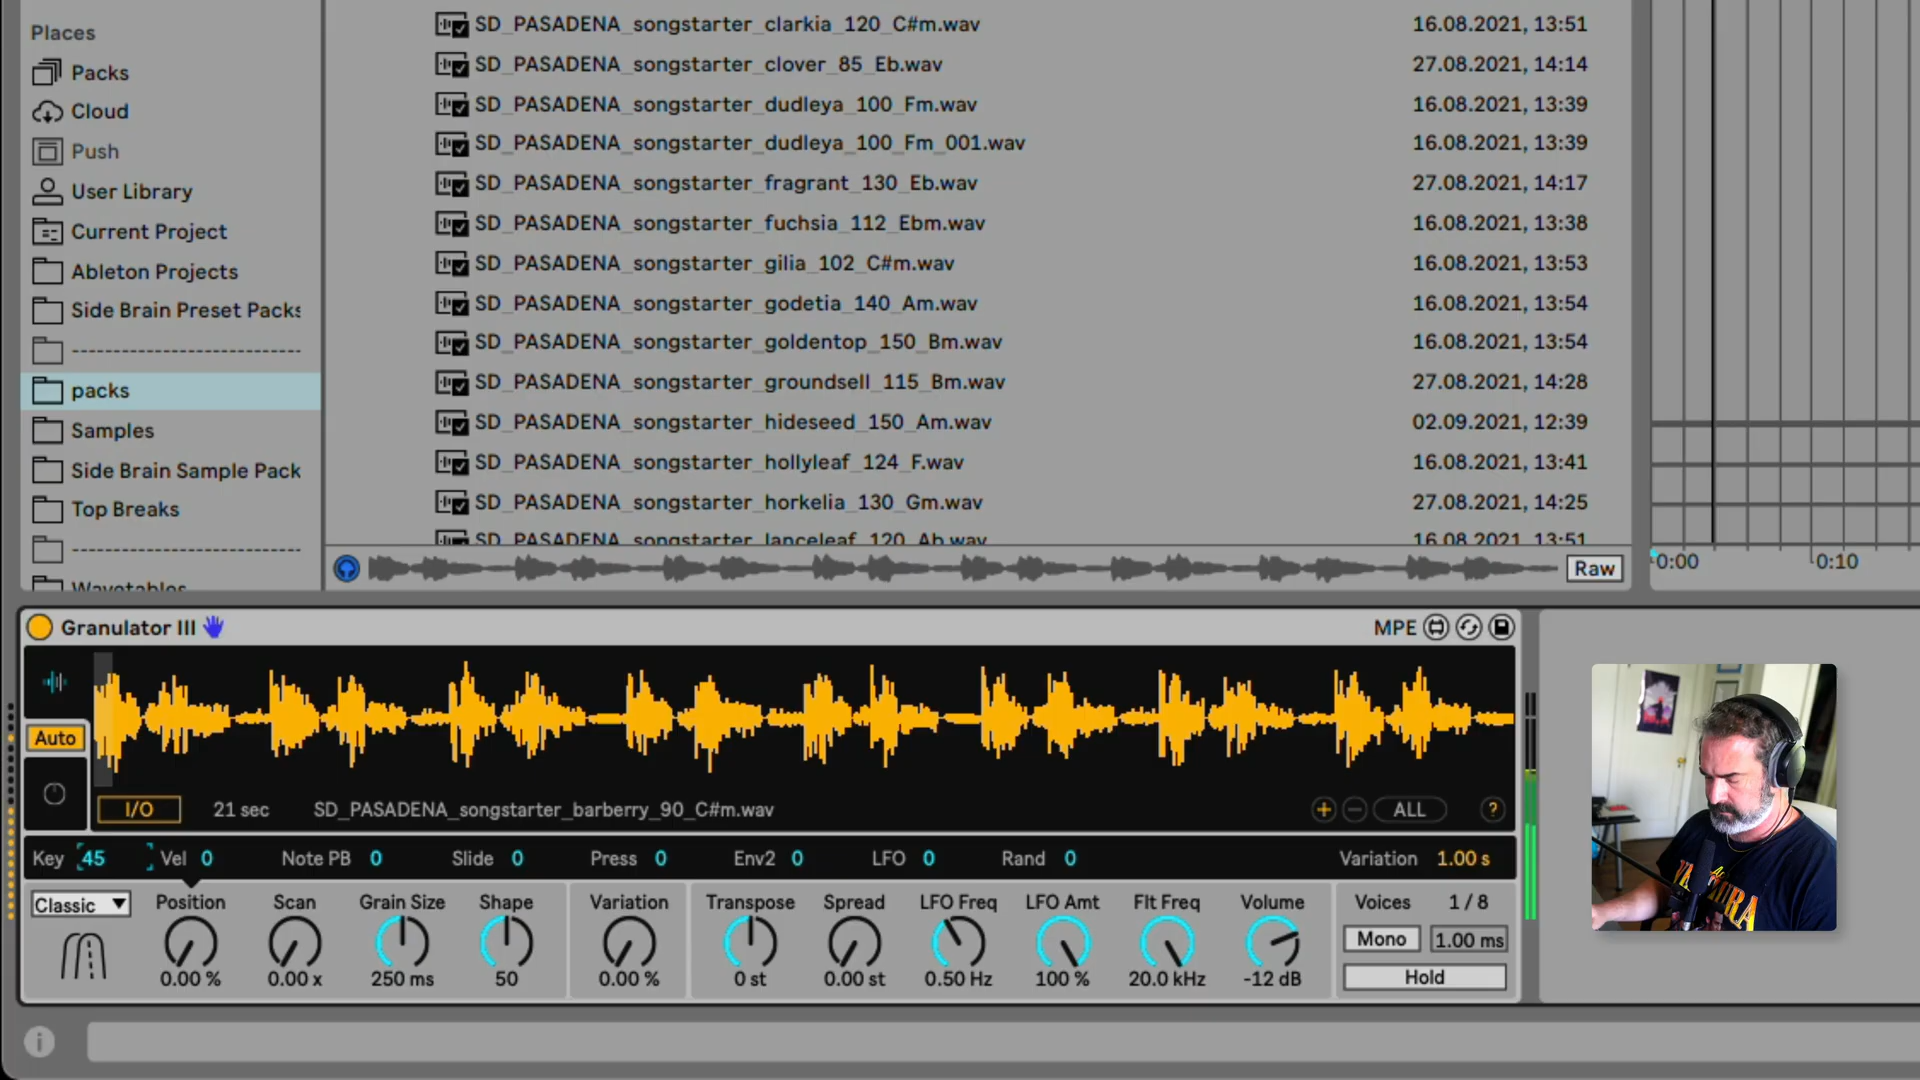 Places
Packs
Cloud
Push
User Library
Current Project
Ableton Projects
Side Brain Preset Packs
packs
Samples
Side Brain Sample Pack
Top Breaks
Wavetables
SD_PASADENA_songstarter_clarkia_120_C#m.wav 16.08.2021, 13:51
SD_PASADENA_songstarter_clover_85_Eb.wav 27.08.2021, 14:14
SD_PASADENA_songstarter_dudleya_100_Fm.wav 16.08.2021, 13:39
SD_PASADENA_songstarter_dudleya_100_Fm_001.wav 16.08.2021, 13:39
SD_PASADENA_songstarter_fragrant_130_Eb.wav 27.08.2021, 14:17
SD_PASADENA_songstarter_fuchsia_112_Ebm.wav 16.08.2021, 13:38
SD_PASADENA_songstarter_gilia_102_C#m.wav 16.08.2021, 13:53
SD_PASADENA_songstarter_godetia_140_Am.wav 16.08.2021, 13:54
SD_PASADENA_songstarter_goldentop_150_Bm.wav 16.08.2021, 13:54
SD_PASADENA_songstarter_groundsell_115_Bm.wav 27.08.2021, 14:28
SD_PASADENA_songstarter_hideseed_150_Am.wav 02.09.2021, 12:39
SD_PASADENA_songstarter_hollyleaf_124_F.wav 16.08.2021, 13:41
SD_PASADENA_songstarter_horkelia_130_Gm.wav 27.08.2021, 14:25
SD_PASADENA_songstarter_lanceleaf_120_Ab.wav 16.08.2021, 13:51
Raw
0:00 0:10
Granulator III MPE
Auto
I/O 21 sec SD_PASADENA_songstarter_barberry_90_C#m.wav + − ALL ?
Key 45 Vel 0 Note PB 0 Slide 0 Press 0 Env2 0 LFO 0 Rand 0 Variation 1.00 s
Classic Position Scan Grain Size Shape Variation Transpose Spread LFO Freq LFO Amt Flt Freq Volume Voices 1 / 8
Mono 1.00 ms
0.00 % 0.00 x 250 ms 50 0.00 % 0 st 0.00 st 0.50 Hz 100 % 20.0 kHz -12 dB Hold